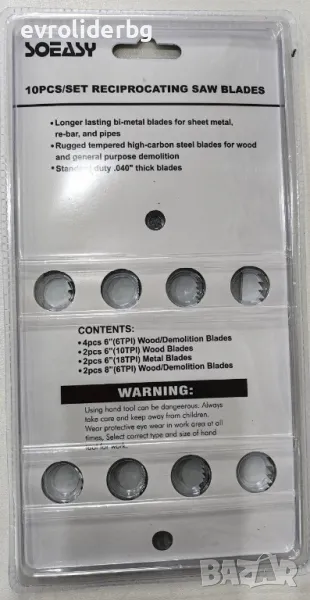 evroliderbg
SOEASY
10PCS/SET RECIPROCATING SAW BLADES
•Longer lasting bi-metal blades for sheet metal,
re-bar, and pipes
•Rugged tempered high-carbon steel blades for wood
and general purpose demolition
•Standard duty .040" thick blades
CONTENTS:
•4pcs 6"(6TPI) Wood/Demolition Blades
•2pcs 6"(10TPI) Wood Blades
•2pcs 6"(18TPI) Metal Blades
•2pcs 8"(6TPI) Wood/Demolition Blades
WARNING:
Using hand tool can be dangerous. Always
take care and keep away from children.
Wear protective eye wear in work area at all
times, Select correct type and size of hand
tool for work.
bazar.bg